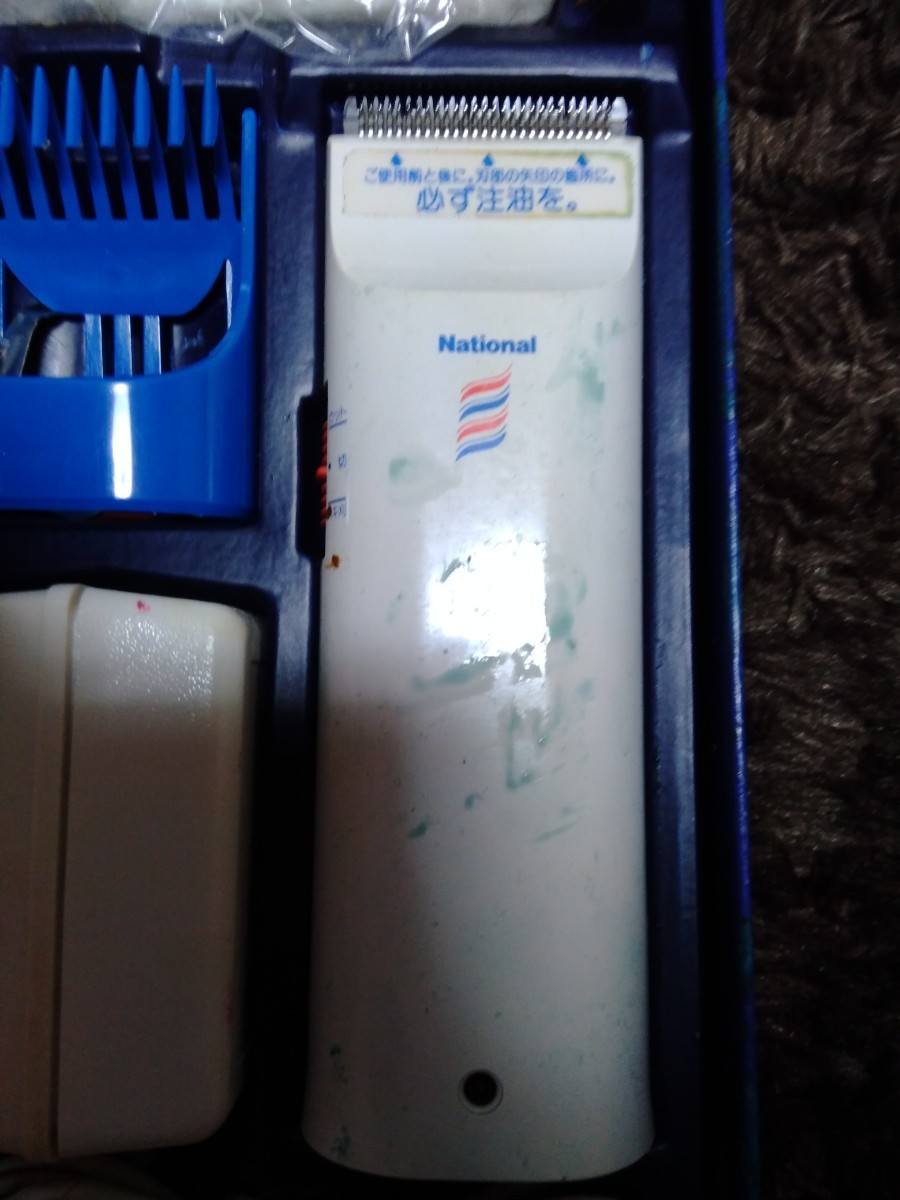 ご使用前と後に、刃部の矢印の箇所に。
必ず注油を。
National